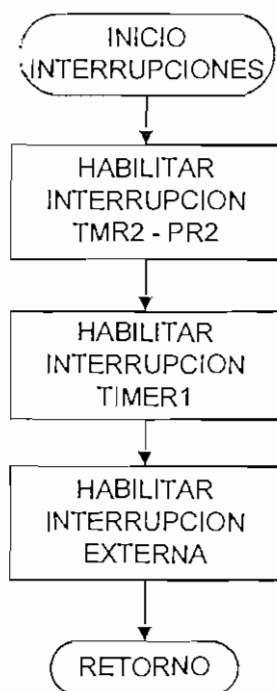 INICIO
INTERRUPCIONES
HABILITAR
INTERRUPCION
TMR2 - PR2
HABILITAR
INTERRUPCION
TIMER1
HABILITAR
INTERRUPCION
EXTERNA
RETORNO